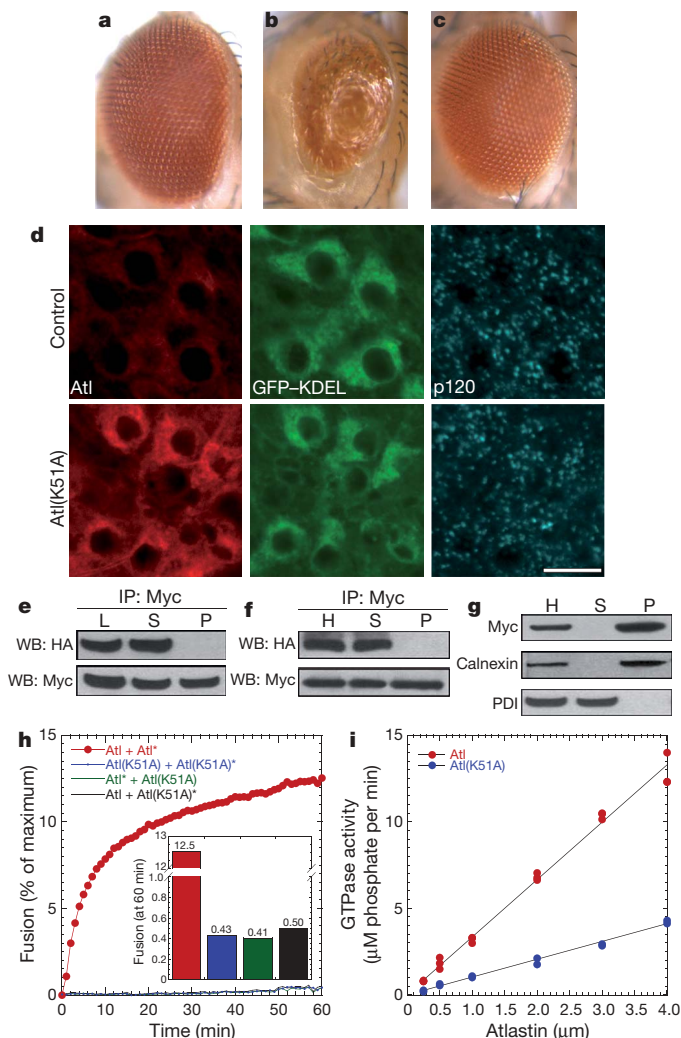 a b c
d
Control
Atl GFP–KDEL p120
Atl(K51A)
e IP: Myc
L S P
WB: HA
WB: Myc
f IP: Myc
H S P
WB: HA
WB: Myc
g H S P
Myc
Calnexin
PDI
h
Fusion (% of maximum)
15
10
5
0
Atl + Atl*
Atl(K51A) + Atl(K51A)*
Atl* + Atl(K51A)
Atl + Atl(K51A)*
Fusion (at 60 min)
13
12
1.0
0.8
0.6
0.4
0.2
0
12.5
0.43 0.41 0.50
0 10 20 30 40 50 60
Time (min)
i
GTPase activity
(μM phosphate per min)
15
10
5
0
Atl
Atl(K51A)
0 0.5 1.0 1.5 2.0 2.5 3.0 3.5 4.0
Atlastin (μm)